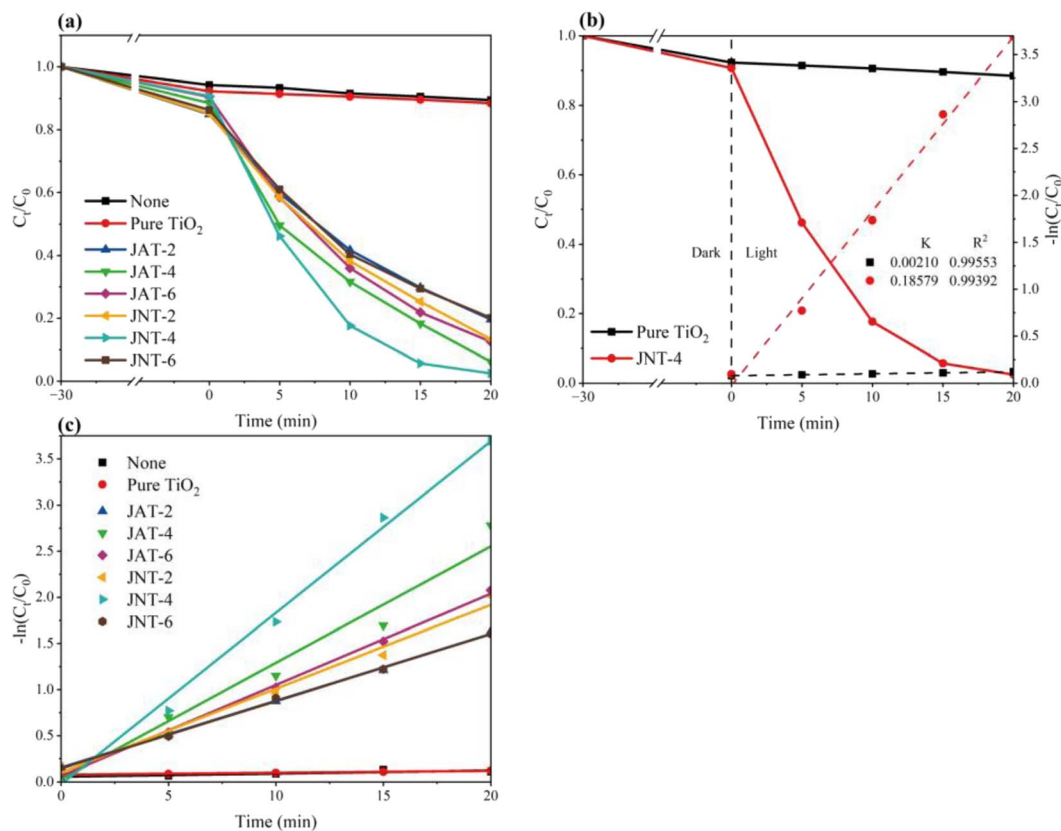 (a)
1.0
0.8
0.6
0.4
0.2
0.0
Ct/C0
None
Pure TiO2
JAT-2
JAT-4
JAT-6
JNT-2
JNT-4
JNT-6
−30 0 5 10 15 20
Time (min)
(b)
1.0
0.8
0.6
0.4
0.2
0.0
Ct/C0
Dark Light
K R2
0.00210 0.99553
0.18579 0.99392
Pure TiO2
JNT-4
3.5
3.0
2.5
2.0
1.5
1.0
0.5
0.0
-ln(Ct/C0)
−30 0 5 10 15 20
Time (min)
(c)
3.5
3.0
2.5
2.0
1.5
1.0
0.5
0.0
-ln(Ct/C0)
None
Pure TiO2
JAT-2
JAT-4
JAT-6
JNT-2
JNT-4
JNT-6
0 5 10 15 20
Time (min)